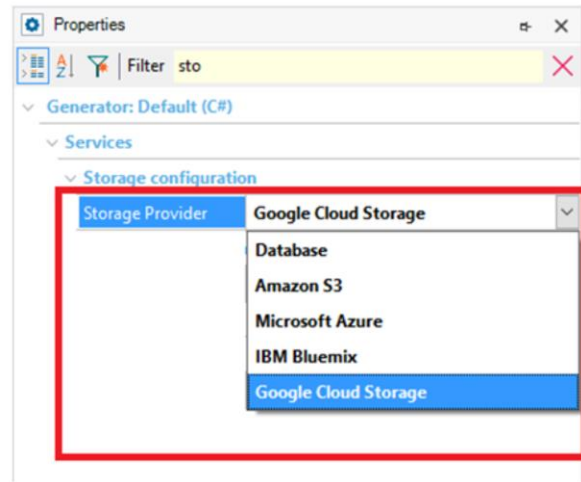 Properties
Filter sto
Generator: Default (C#)
Services
Storage configuration
Storage Provider Google Cloud Storage
Database
Amazon S3
Microsoft Azure
IBM Bluemix
Google Cloud Storage